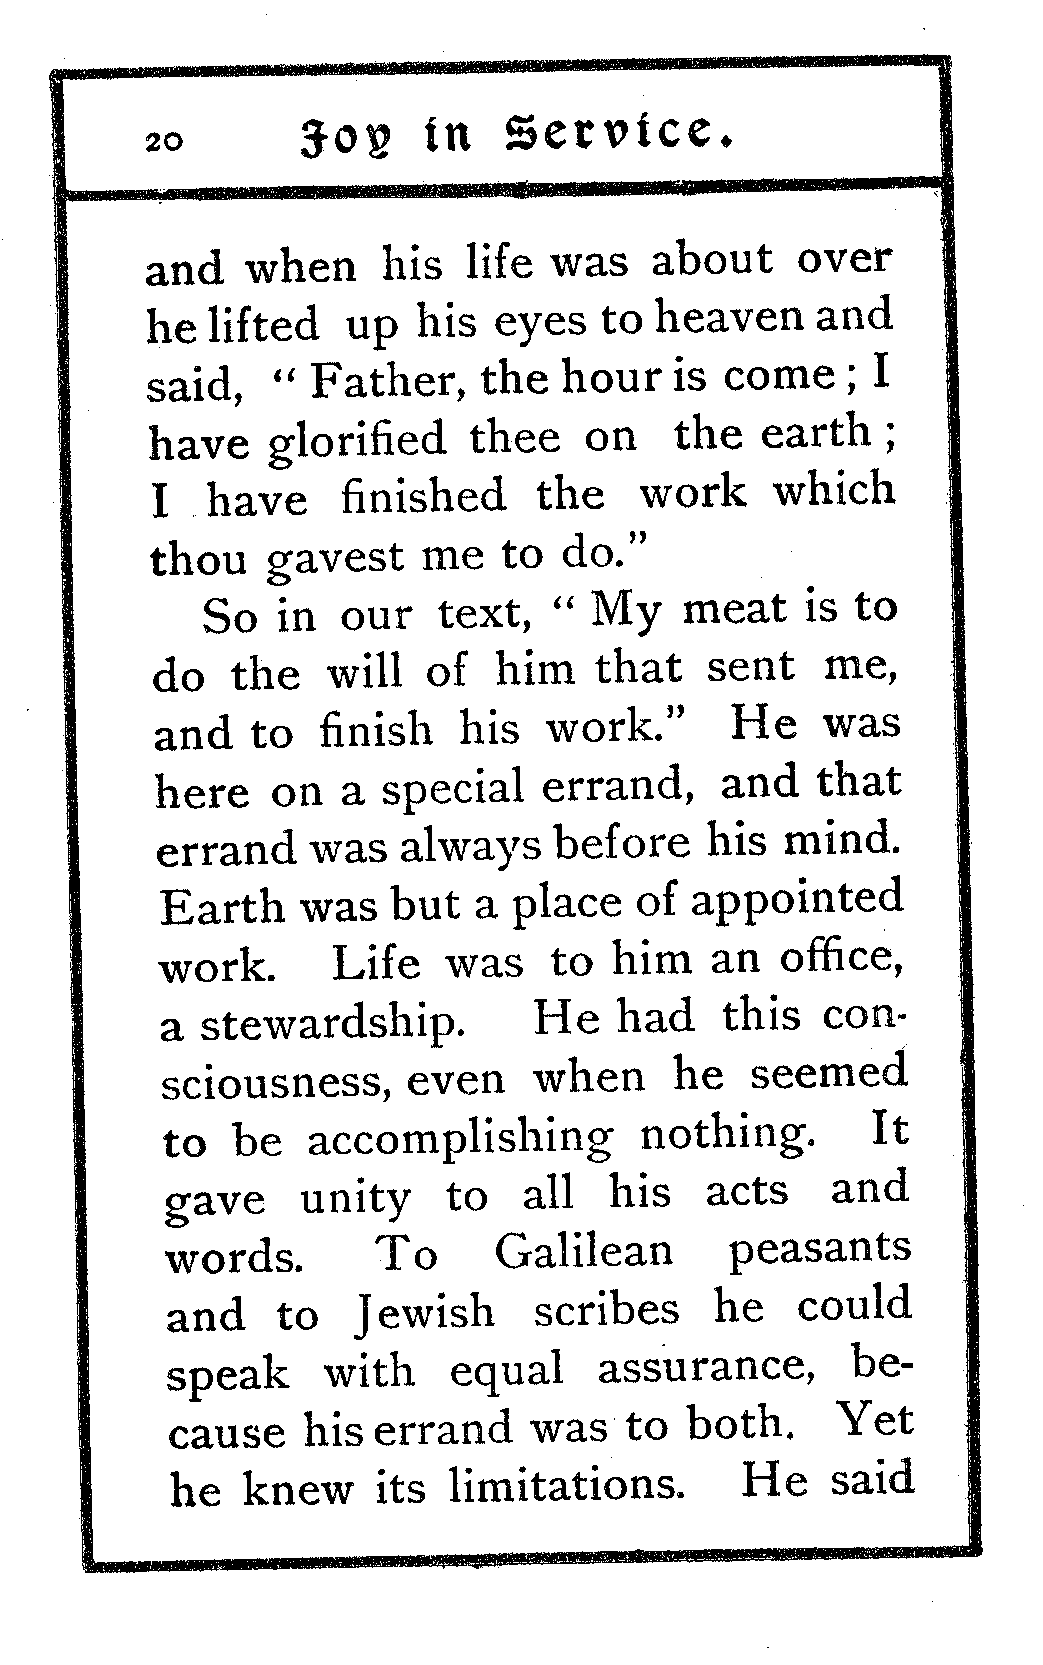 20 Joy in Service.
and when his life was about over
he lifted up his eyes to heaven and
said, “ Father, the hour is come ; I
have glorified thee on the earth ;
I have finished the work which
thou gavest me to do.”
So in our text, “ My meat is to
do the will of him that sent me,
and to finish his work.” He was
here on a special errand, and that
errand was always before his mind.
Earth was but a place of appointed
work. Life was to him an office,
a stewardship. He had this con-
sciousness, even when he seemed
to be accomplishing nothing. It
gave unity to all his acts and
words. To Galilean peasants
and to Jewish scribes he could
speak with equal assurance, be-
cause his errand was to both. Yet
he knew its limitations. He said